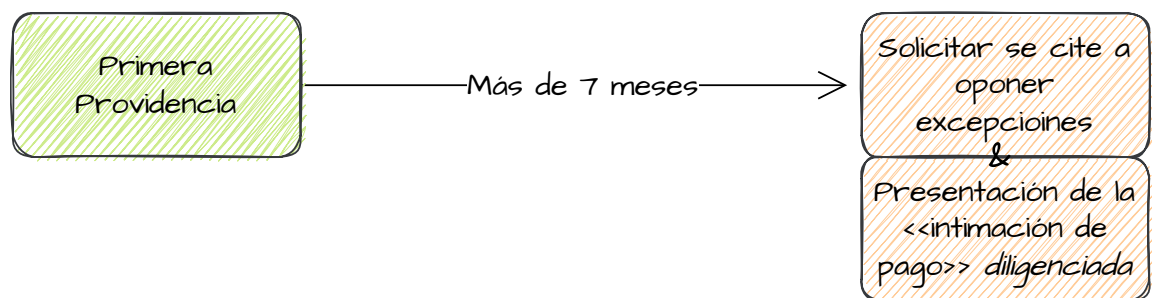 Primera
Providencia
Más de 7 meses
Solicitar se cite a
oponer
excepcioines
&
Presentación de la
<<intimación de
pago>> diligenciada